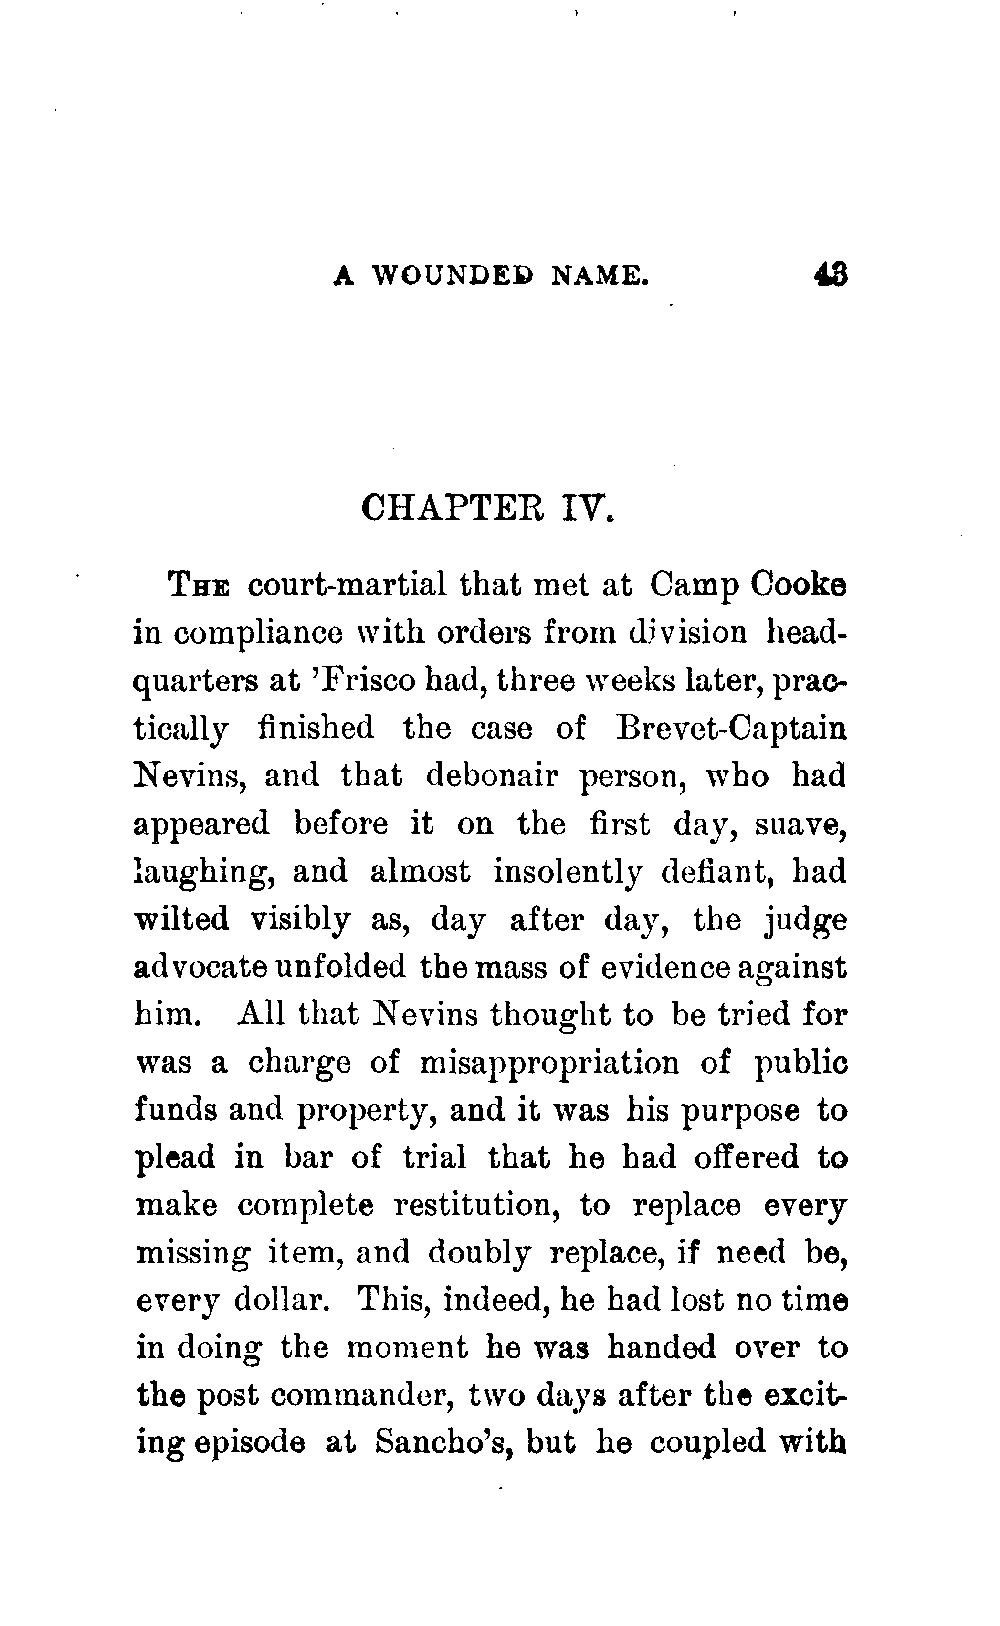 A WOUNDED NAME. 43
CHAPTER IV.
THE court-martial that met at Camp Cooke
in compliance with orders from division head-
quarters at 'Frisco had, three weeks later, prac-
tically finished the case of Brevet-Captain
Nevins, and that debonair person, who had
appeared before it on the first day, suave,
laughing, and almost insolently defiant, had
wilted visibly as, day after day, the judge
advocate unfolded the mass of evidence against
him. All that Nevins thought to be tried for
was a charge of misappropriation of public
funds and property, and it was his purpose to
plead in bar of trial that he had offered to
make complete restitution, to replace every
missing item, and doubly replace, if need be,
every dollar. This, indeed, he had lost no time
in doing the moment he was handed over to
the post commander, two days after the excit-
ing episode at Sancho's, but he coupled with